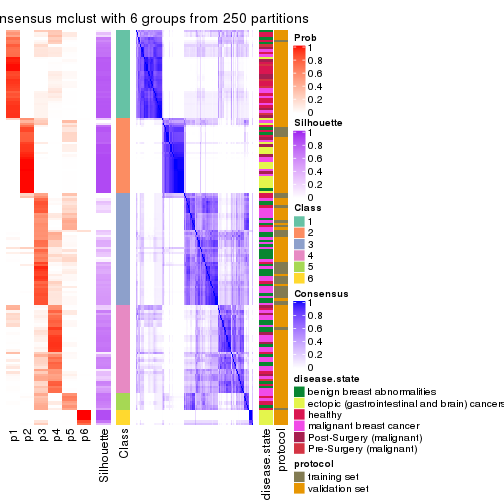 nsensus mclust with 6 groups from 250 partitions
Prob
1
0.8
0.6
0.4
0.2
0
Silhouette
1
0.8
0.6
0.4
0.2
0
Class
1
2
3
4
5
6
Consensus
1
0.8
0.6
0.4
0.2
0
disease.state
benign breast abnormalities
ectopic (gastrointestinal and brain) cancers
healthy
malignant breast cancer
Post-Surgery (malignant)
Pre-Surgery (malignant)
protocol
training set
validation set
p1
p2
p3
p4
p5
p6
Silhouette
Class
disease.state
protocol